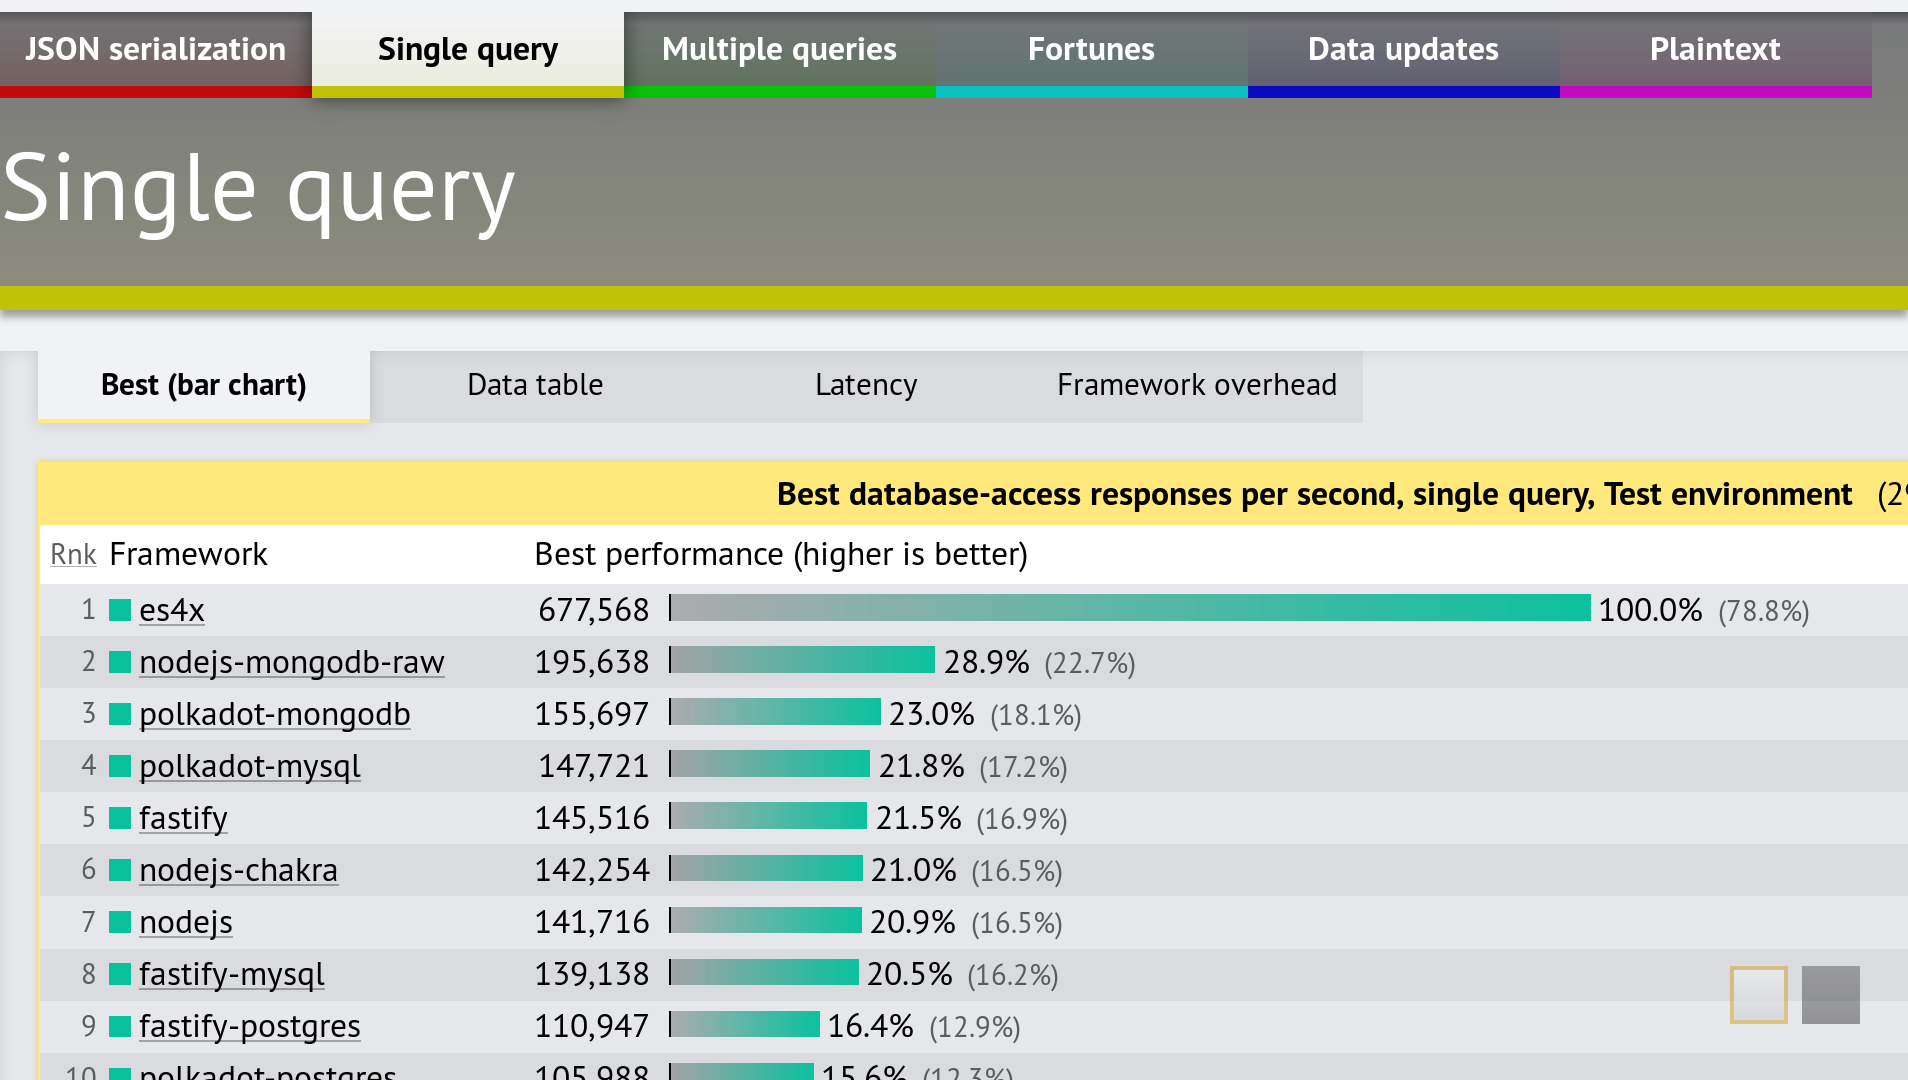 JSON serialization Single query Multiple queries Fortunes Data updates Plaintext
Single query
Best (bar chart) Data table Latency Framework overhead
Best database-access responses per second, single query, Test environment
Rnk Framework Best performance (higher is better)
1 es4x 677,568 100.0% (78.8%)
2 nodejs-mongodb-raw 195,638 28.9% (22.7%)
3 polkadot-mongodb 155,697 23.0% (18.1%)
4 polkadot-mysql 147,721 21.8% (17.2%)
5 fastify 145,516 21.5% (16.9%)
6 nodejs-chakra 142,254 21.0% (16.5%)
7 nodejs 141,716 20.9% (16.5%)
8 fastify-mysql 139,138 20.5% (16.2%)
9 fastify-postgres 110,947 16.4% (12.9%)
10 polkadot-postgres 105,988 15.6% (12.3%)